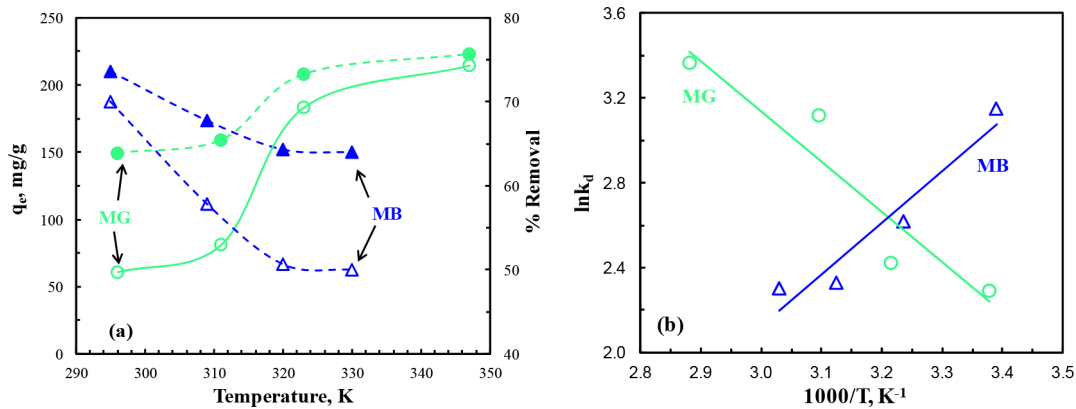 250
200
150
100
50
0
qe, mg/g
80
70
60
50
40
% Removal
MG
MB
(a)
290 300 310 320 330 340 350
Temperature, K
3.6
3.2
2.8
2.4
2.0
lnkd
MG
MB
(b)
2.8 2.9 3.0 3.1 3.2 3.3 3.4 3.5
1000/T, K-1